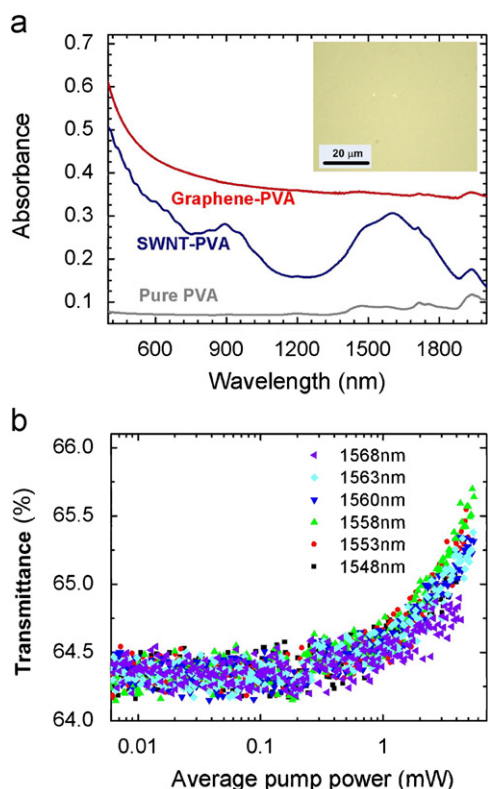 a
0.7
0.6
0.5
0.4
0.3
0.2
0.1
Absorbance
20 μm
Graphene-PVA
SWNT-PVA
Pure PVA
600 900 1200 1500 1800
Wavelength (nm)
b
66.0
65.5
65.0
64.5
64.0
Transmittance (%)
1568nm
1563nm
1560nm
1558nm
1553nm
1548nm
0.01 0.1 1
Average pump power (mW)